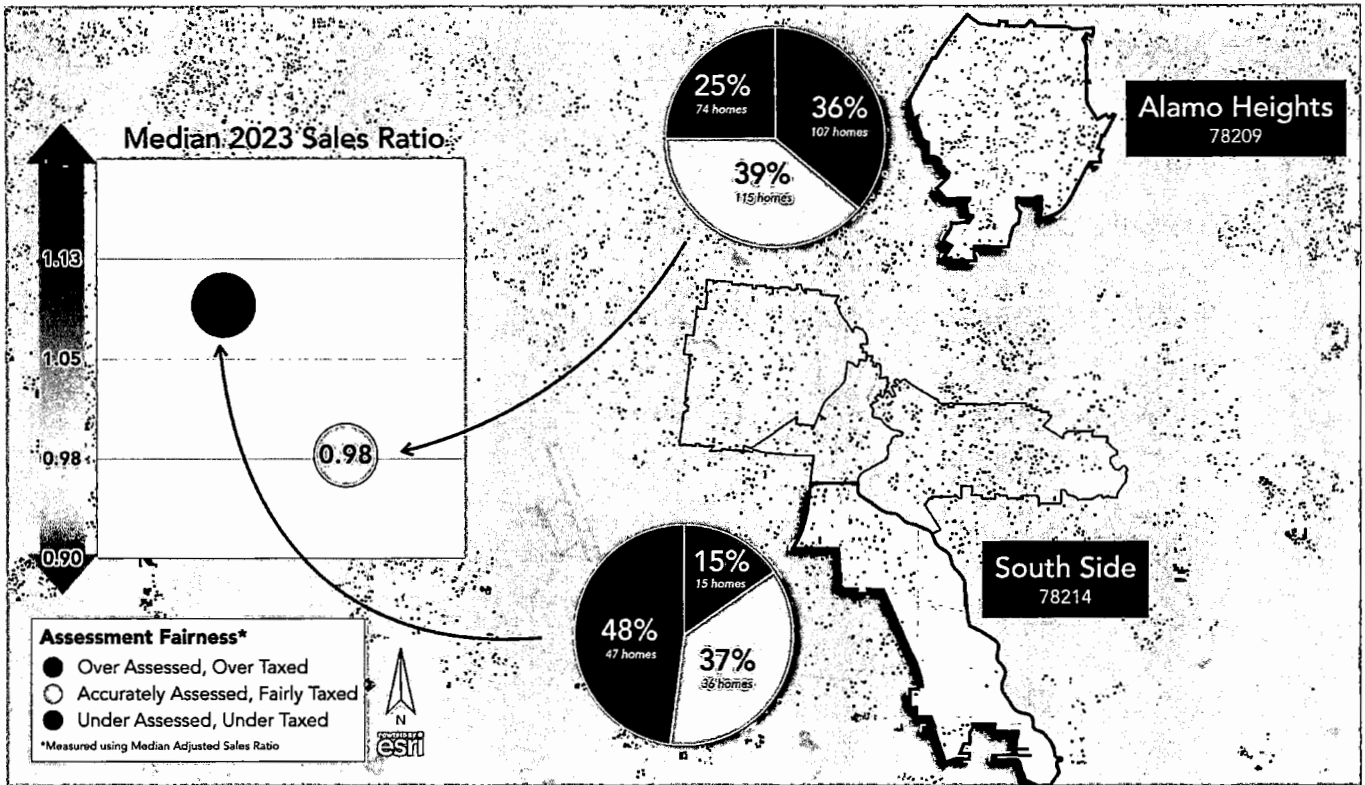 Median 2023 Sales Ratio
1.13
1.05
0.98
0.90
0.98
25%
74 homes
36%
107 homes
39%
115 homes
Alamo Heights
78209
15%
15 homes
48%
47 homes
37%
36 homes
South Side
78214
Assessment Fairness*
Over Assessed, Over Taxed
Accurately Assessed, Fairly Taxed
Under Assessed, Under Taxed
*Measured using Median Adjusted Sales Ratio
N
POWERED BY
esri